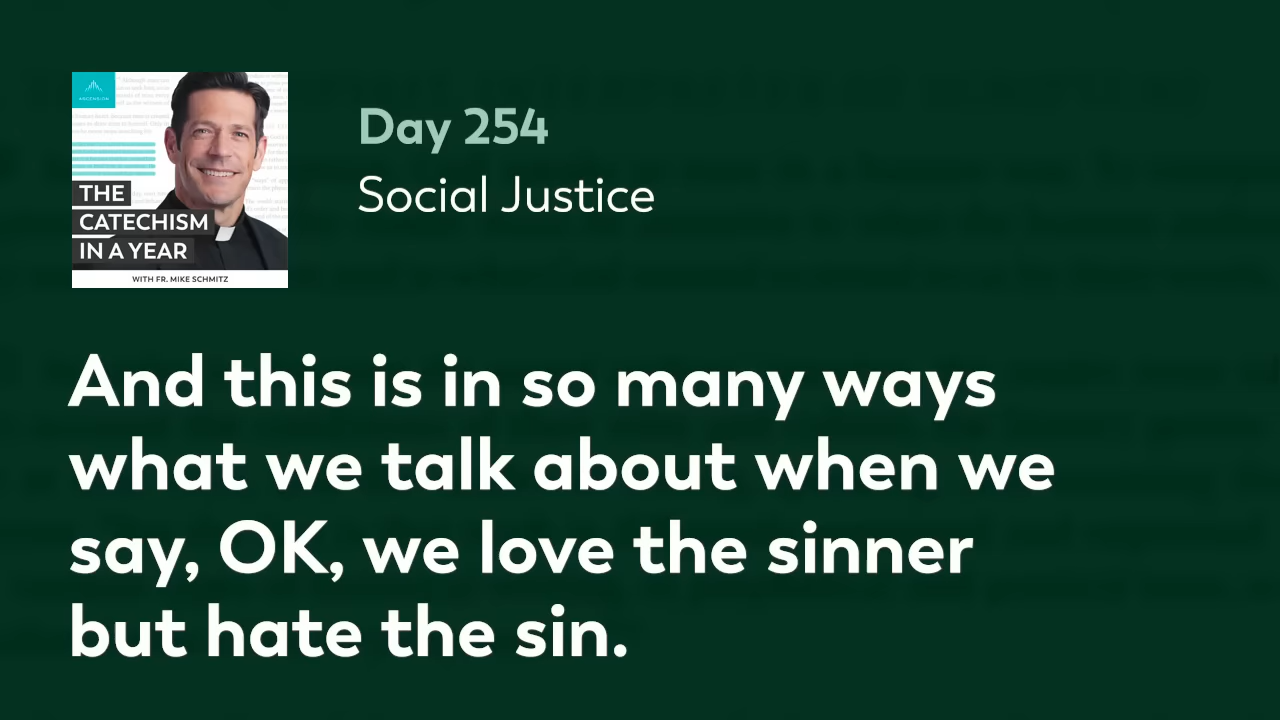 ASCENSION
THE
CATECHISM
IN A YEAR
WITH FR. MIKE SCHMITZ
Day 254
Social Justice
And this is in so many ways
what we talk about when we
say, OK, we love the sinner
but hate the sin.